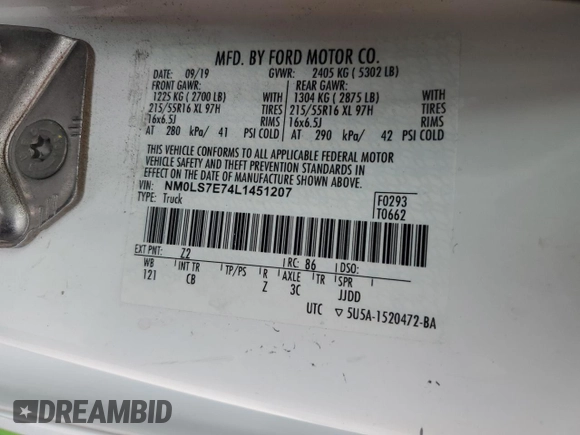 MFD. BY FORD MOTOR CO.
09/19 GVWR: 2405 KG ( 5302 LB)
FRONT GAWR: REAR GAWR:
1225 KG ( 2700 LB) WITH 1304 KG ( 2875 LB) WITH
215/55R16 XL 97H TIRES 215/55R16 XL 97H TIRES
16x6.5J RIMS 16x6.5J RIMS
AT 280 kPa/ 41 PSI COLD AT 290 kPa/ 42 PSI COLD
THIS VEHICLE CONFORMS TO ALL APPLICABLE FEDERAL MOTOR
VEHICLE SAFETY AND THEFT PREVENTION STANDARDS IN
EFFECT ON THE DATE OF MANUFACTURE SHOWN ABOVE.
VIN: NM0LS7E74L1451207
TYPE: Truck
F0293
T0662
EXT PNT: Z2 RC: 86 DSO:
WB INT TR TP/PS R AXLE TR SPR
121 CB Z 3C JJDD
UTC ▽ 5U5A-1520472-BA
DREAMBID